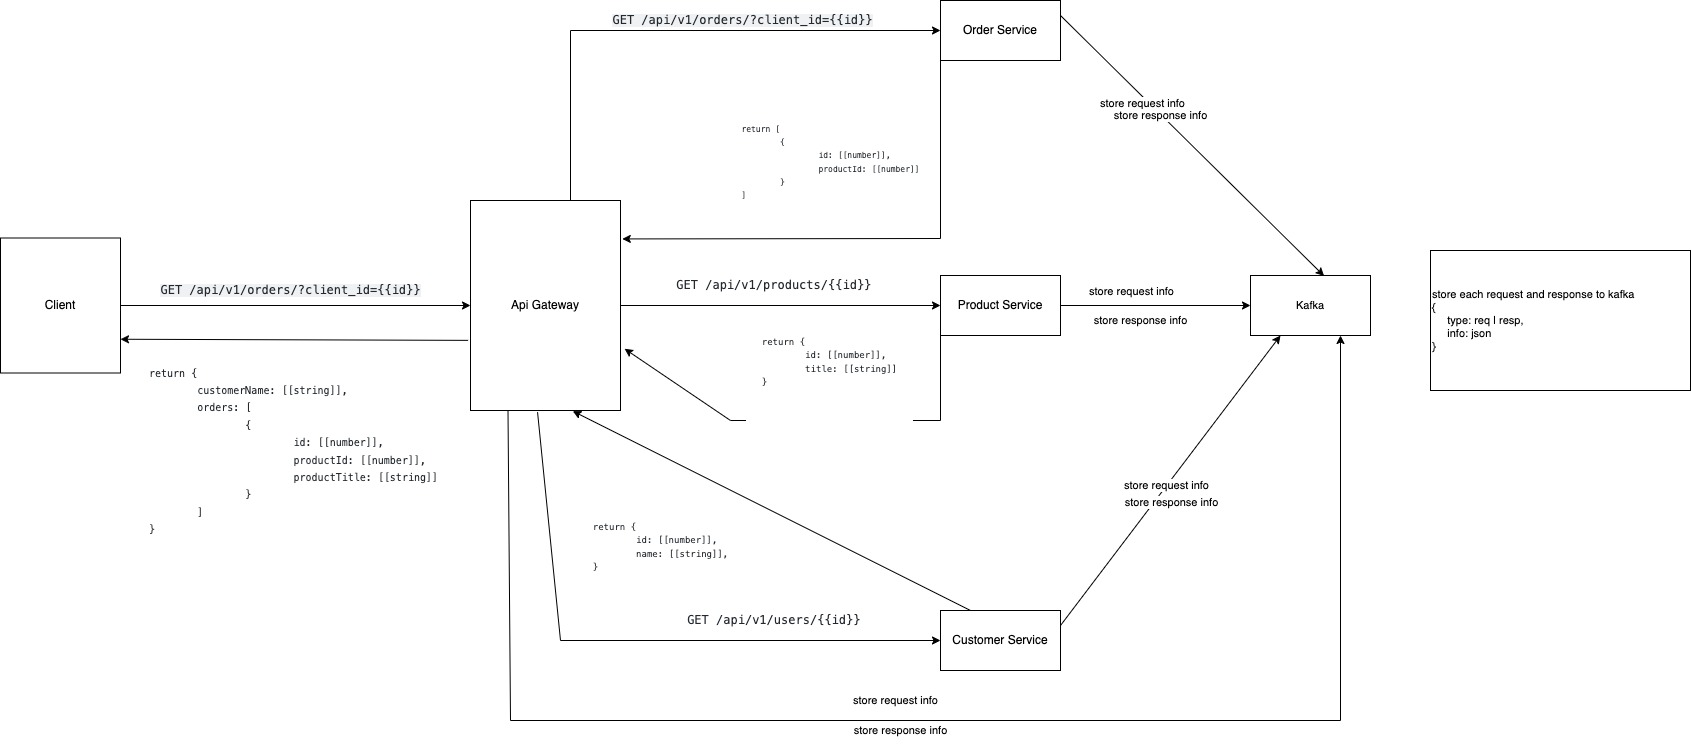 GET /api/v1/orders/?client_id={{id}}
Order Service
store request info
store response info
return [
{
id: [[number]],
productId: [[number]]
}
]
Client
GET /api/v1/orders/?client_id={{id}}
Api Gateway
GET /api/v1/products/{{id}}
Product Service
store request info
store response info
Kafka
store each request and response to kafka
{
type: req | resp,
info: json
}
return {
id: [[number]],
title: [[string]]
}
return {
customerName: [[string]],
orders: [
{
id: [[number]],
productId: [[number]],
productTitle: [[string]]
}
]
}
store request info
store response info
return {
id: [[number]],
name: [[string]],
}
GET /api/v1/users/{{id}}
Customer Service
store request info
store response info